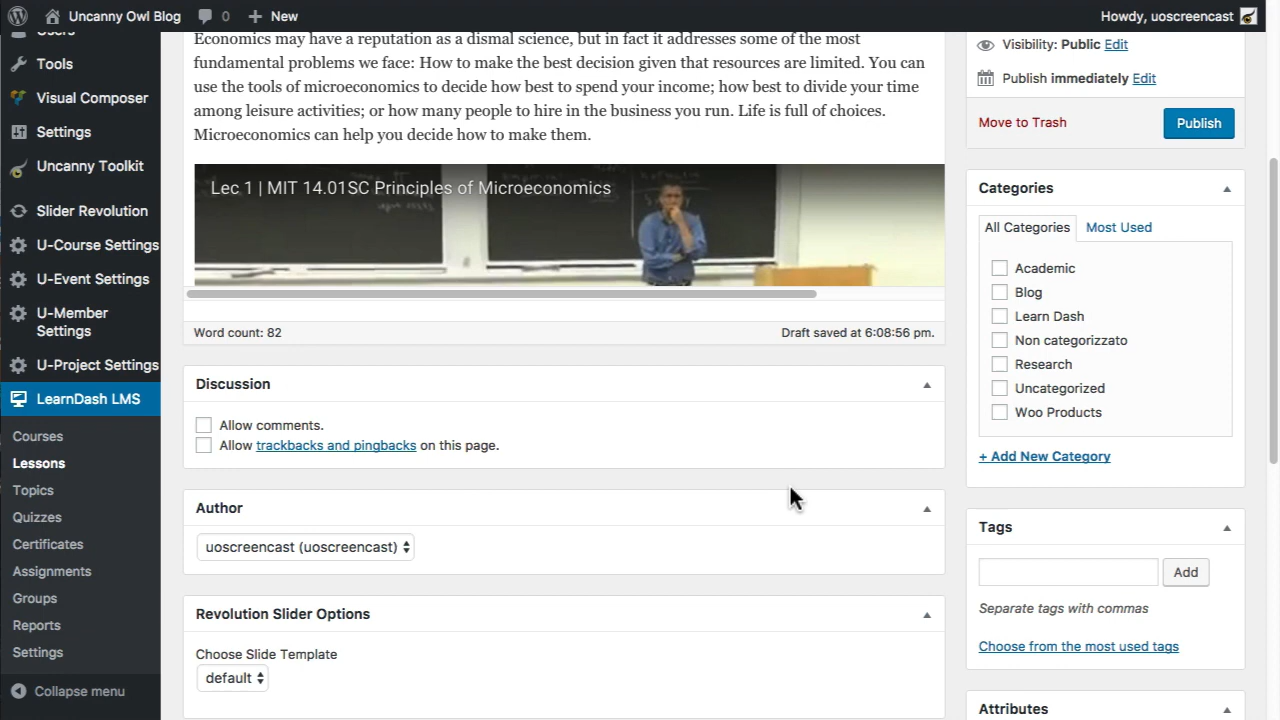 Uncanny Owl Blog
0
New
Howdy, uoscreencast
Users
Tools
Visual Composer
Settings
Uncanny Toolkit
Slider Revolution
U-Course Settings
U-Event Settings
U-Member
Settings
U-Project Settings
LearnDash LMS
Courses
Lessons
Topics
Quizzes
Certificates
Assignments
Groups
Reports
Settings
Collapse menu
Economics may have a reputation as a dismal science, but in fact it addresses some of the most
fundamental problems we face: How to make the best decision given that resources are limited. You can
use the tools of microeconomics to decide how best to spend your income; how best to divide your time
among leisure activities; or how many people to hire in the business you run. Life is full of choices.
Microeconomics can help you decide how to make them.
Lec 1 | MIT 14.01SC Principles of Microeconomics
Word count: 82
Draft saved at 6:08:56 pm.
Discussion
Allow comments.
Allow trackbacks and pingbacks on this page.
Author
uoscreencast (uoscreencast)
Revolution Slider Options
Choose Slide Template
default
Visibility: Public Edit
Publish immediately Edit
Move to Trash
Publish
Categories
All Categories
Most Used
Academic
Blog
Learn Dash
Non categorizzato
Research
Uncategorized
Woo Products
+ Add New Category
Tags
Add
Separate tags with commas
Choose from the most used tags
Attributes